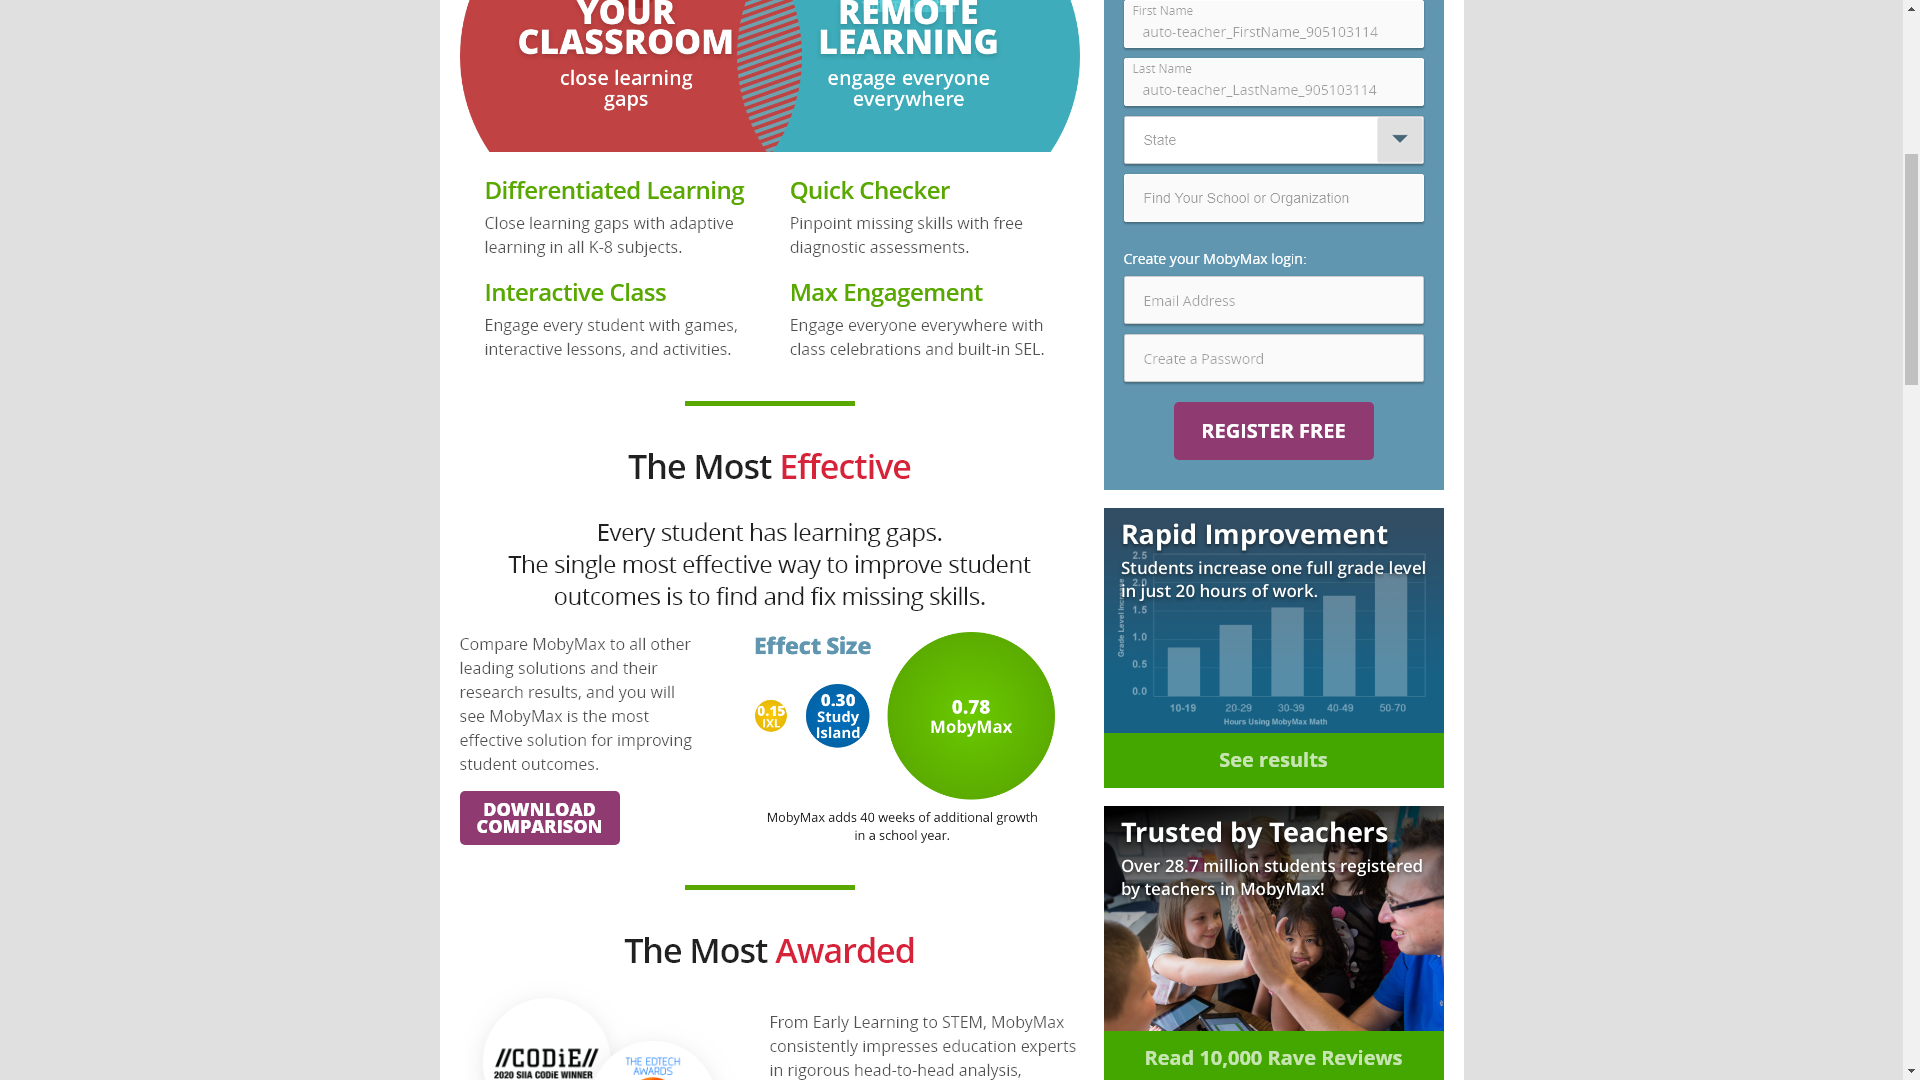 YOUR
CLASSROOM
close learning
gaps
REMOTE
LEARNING
engage everyone
everywhere
Differentiated Learning
Close learning gaps with adaptive
learning in all K-8 subjects.
Quick Checker
Pinpoint missing skills with free
diagnostic assessments.
Interactive Class
Engage every student with games,
interactive lessons, and activities.
Max Engagement
Engage everyone everywhere with
class celebrations and built-in SEL.
The Most Effective
Every student has learning gaps.
The single most effective way to improve student
outcomes is to find and fix missing skills.
Compare MobyMax to all other
leading solutions and their
research results, and you will
see MobyMax is the most
effective solution for improving
student outcomes.
DOWNLOAD
COMPARISON
Effect Size
0.15
IXL
0.30
Study
Island
0.78
MobyMax
MobyMax adds 40 weeks of additional growth
in a school year.
The Most Awarded
//CODiE//
2020 SIIA CODiE WINNER
THE EDTECH
AWARDS
From Early Learning to STEM, MobyMax
consistently impresses education experts
in rigorous head-to-head analysis,
First Name
auto-teacher_FirstName_905103114
Last Name
auto-teacher_LastName_905103114
State
Find Your School or Organization
Create your MobyMax login:
Email Address
Create a Password
REGISTER FREE
Rapid Improvement
Students increase one full grade level
in just 20 hours of work.
2.5
2.0
1.5
1.0
0.5
0.0
Grade Level Increase
10-19
20-29
30-39
40-49
50-70
Hours Using MobyMax Math
See results
Trusted by Teachers
Over 28.7 million students registered
by teachers in MobyMax!
Read 10,000 Rave Reviews